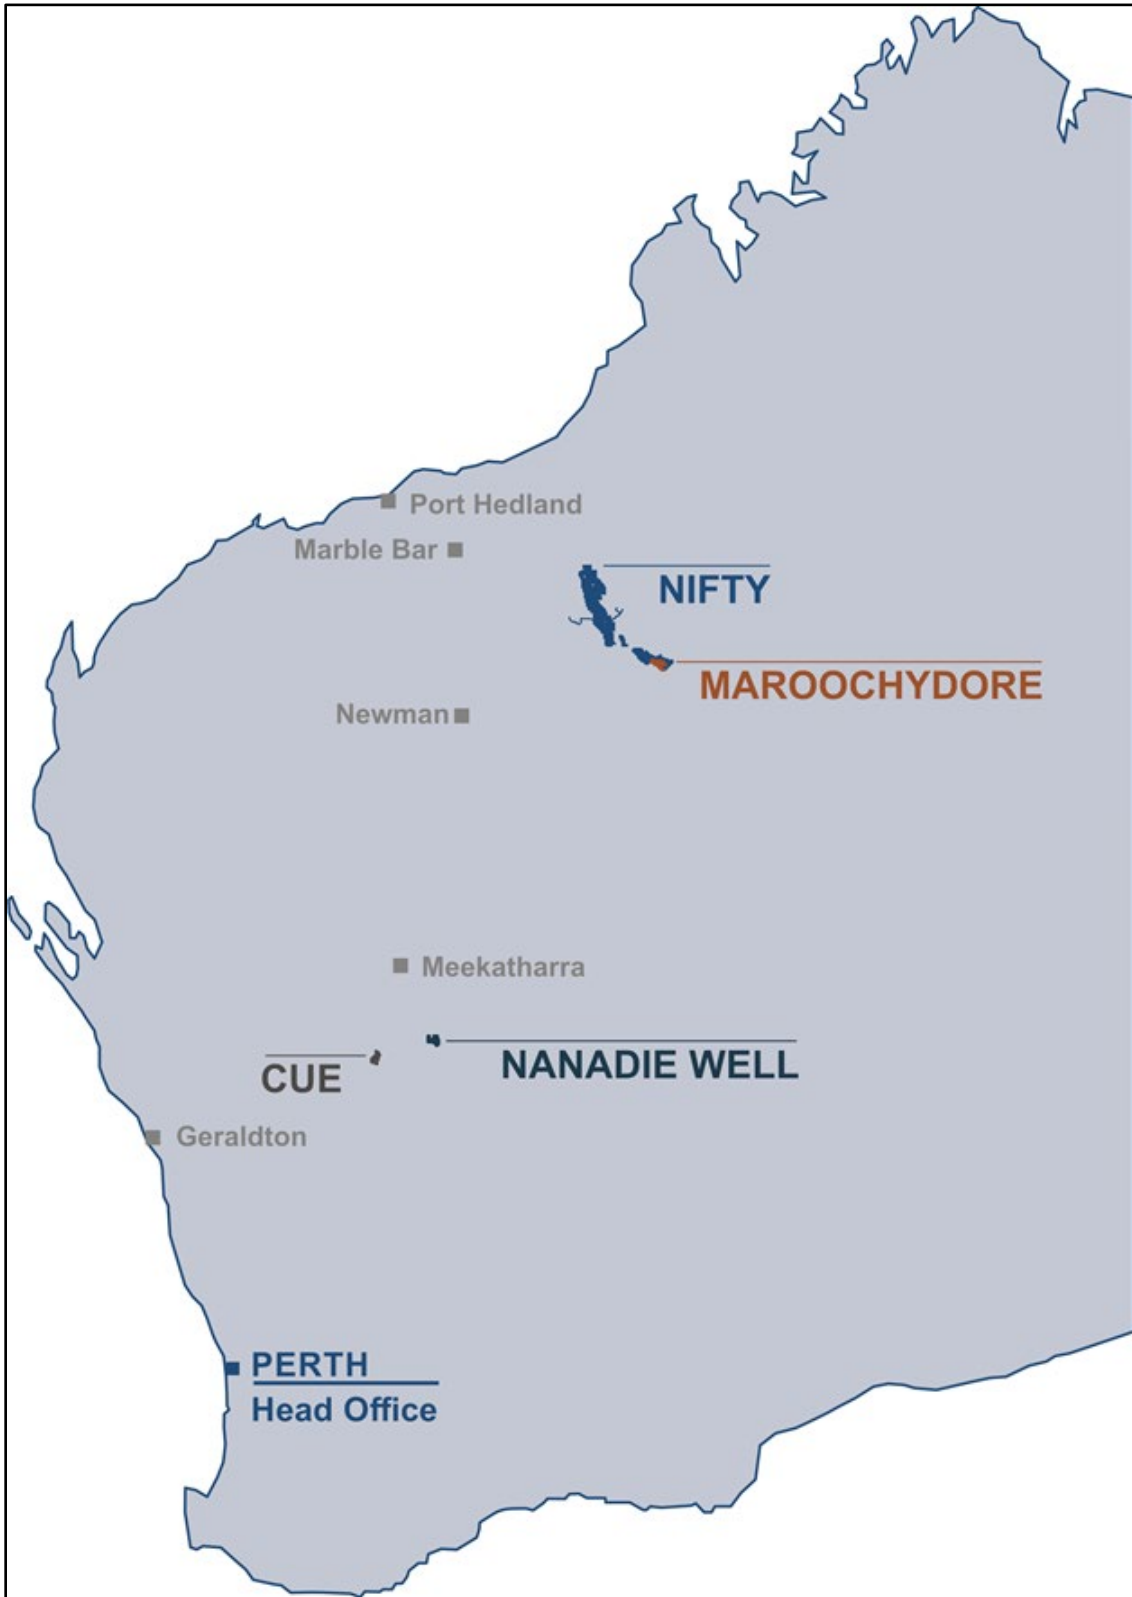 Port Hedland
Marble Bar
NIFTY
MAROOCHYDORE
Newman
Meekatharra
NANADIE WELL
CUE
Geraldton
PERTH
Head Office